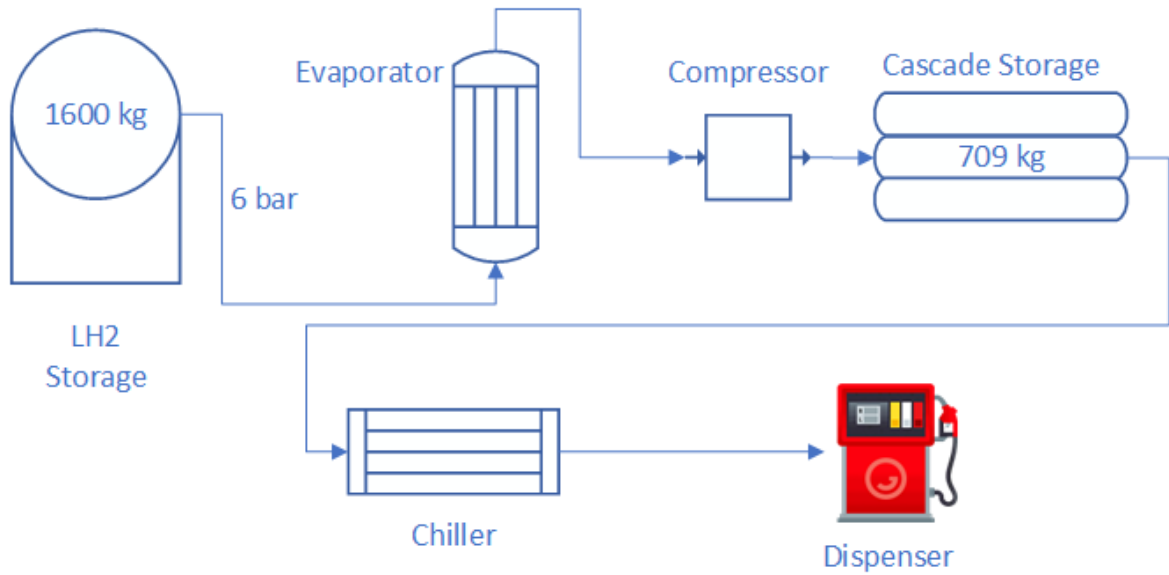 Evaporator
Compressor
Cascade Storage
1600 kg
709 kg
6 bar
LH2
Storage
Chiller
Dispenser